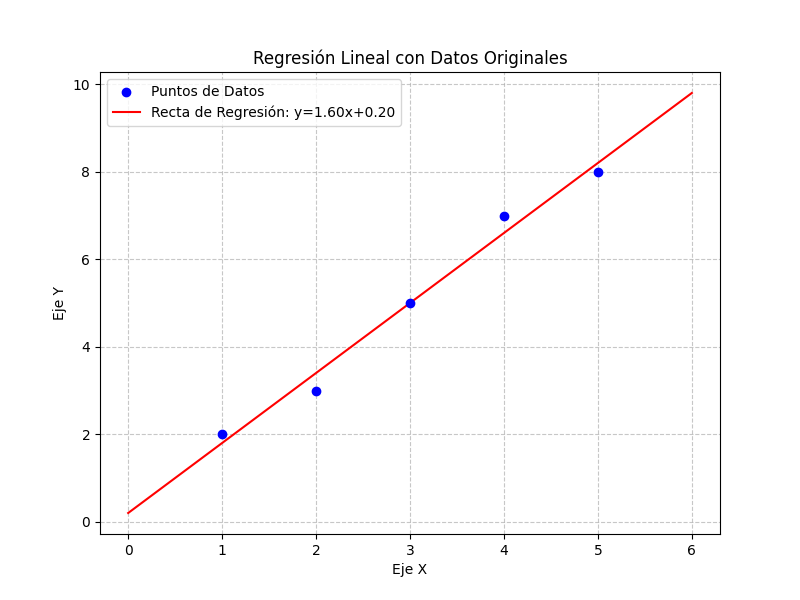 Regresión Lineal con Datos Originales
Puntos de Datos
Recta de Regresión: y=1.60x+0.20
10
8
6
4
2
0
Eje Y
0 1 2 3 4 5 6
Eje X